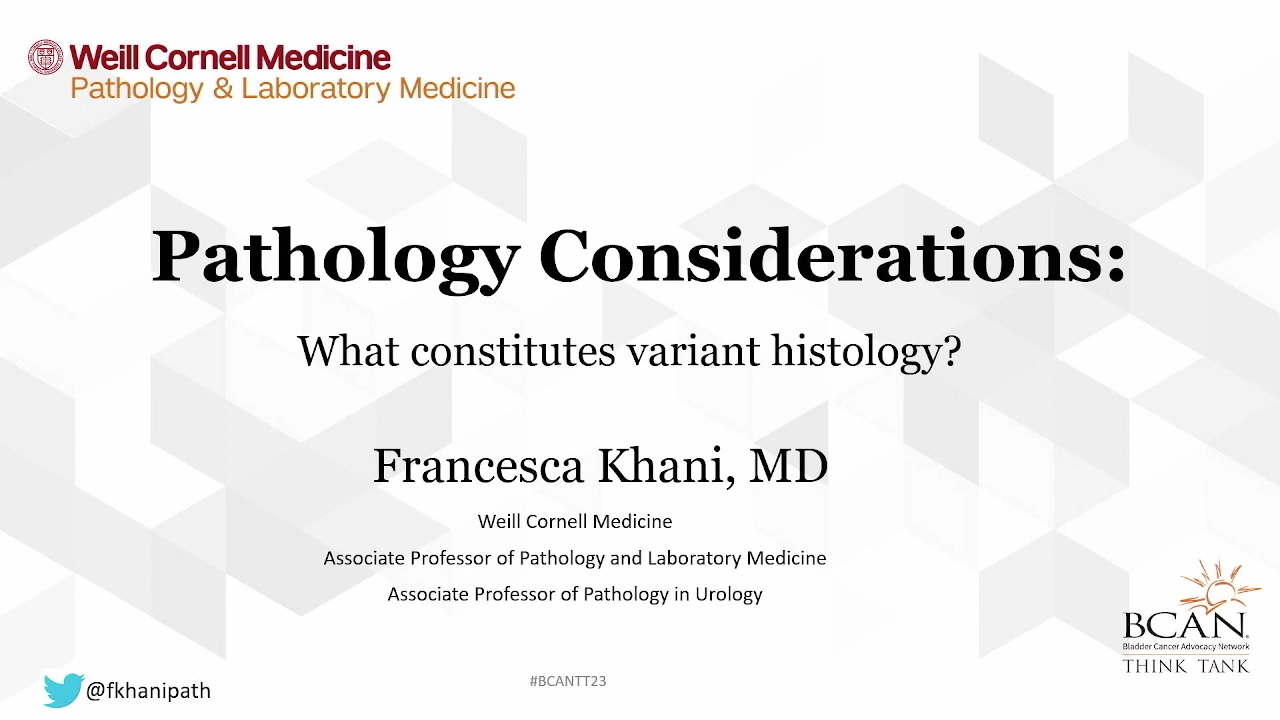 Weill Cornell Medicine
Pathology & Laboratory Medicine
Pathology Considerations:
What constitutes variant histology?
Francesca Khani, MD
Weill Cornell Medicine
Associate Professor of Pathology and Laboratory Medicine
Associate Professor of Pathology in Urology
BCAN®
Bladder Cancer Advocacy Network
THINK TANK
@fkhanipath
#BCANTT23